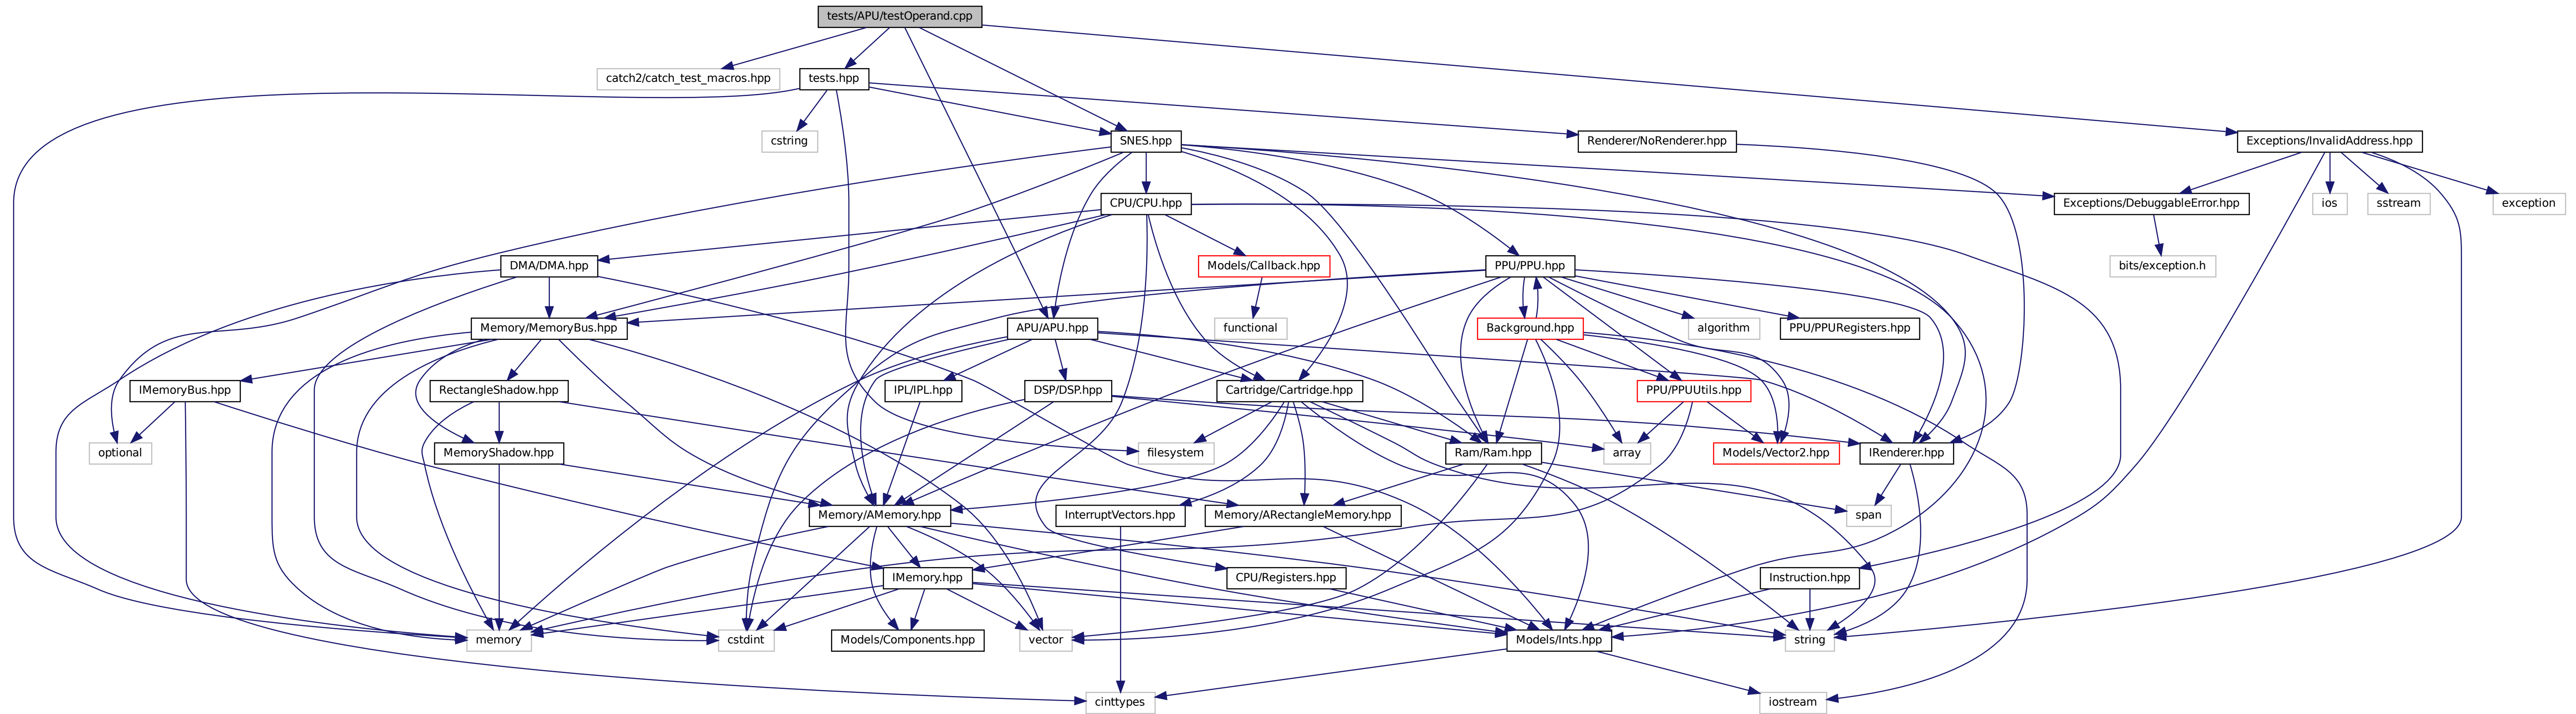 tests/APU/testOperand.cpp
catch2/catch_test_macros.hpp
tests.hpp
cstring
SNES.hpp
Renderer/NoRenderer.hpp
Exceptions/InvalidAddress.hpp
CPU/CPU.hpp
Exceptions/DebuggableError.hpp
ios
sstream
exception
DMA/DMA.hpp
Models/Callback.hpp
PPU/PPU.hpp
bits/exception.h
Memory/MemoryBus.hpp
APU/APU.hpp
functional
Background.hpp
algorithm
PPU/PPURegisters.hpp
IMemoryBus.hpp
RectangleShadow.hpp
IPL/IPL.hpp
DSP/DSP.hpp
Cartridge/Cartridge.hpp
PPU/PPUUtils.hpp
optional
MemoryShadow.hpp
filesystem
Ram/Ram.hpp
array
Models/Vector2.hpp
IRenderer.hpp
Memory/AMemory.hpp
InterruptVectors.hpp
Memory/ARectangleMemory.hpp
span
IMemory.hpp
CPU/Registers.hpp
Instruction.hpp
memory
cstdint
Models/Components.hpp
vector
Models/Ints.hpp
string
cinttypes
iostream